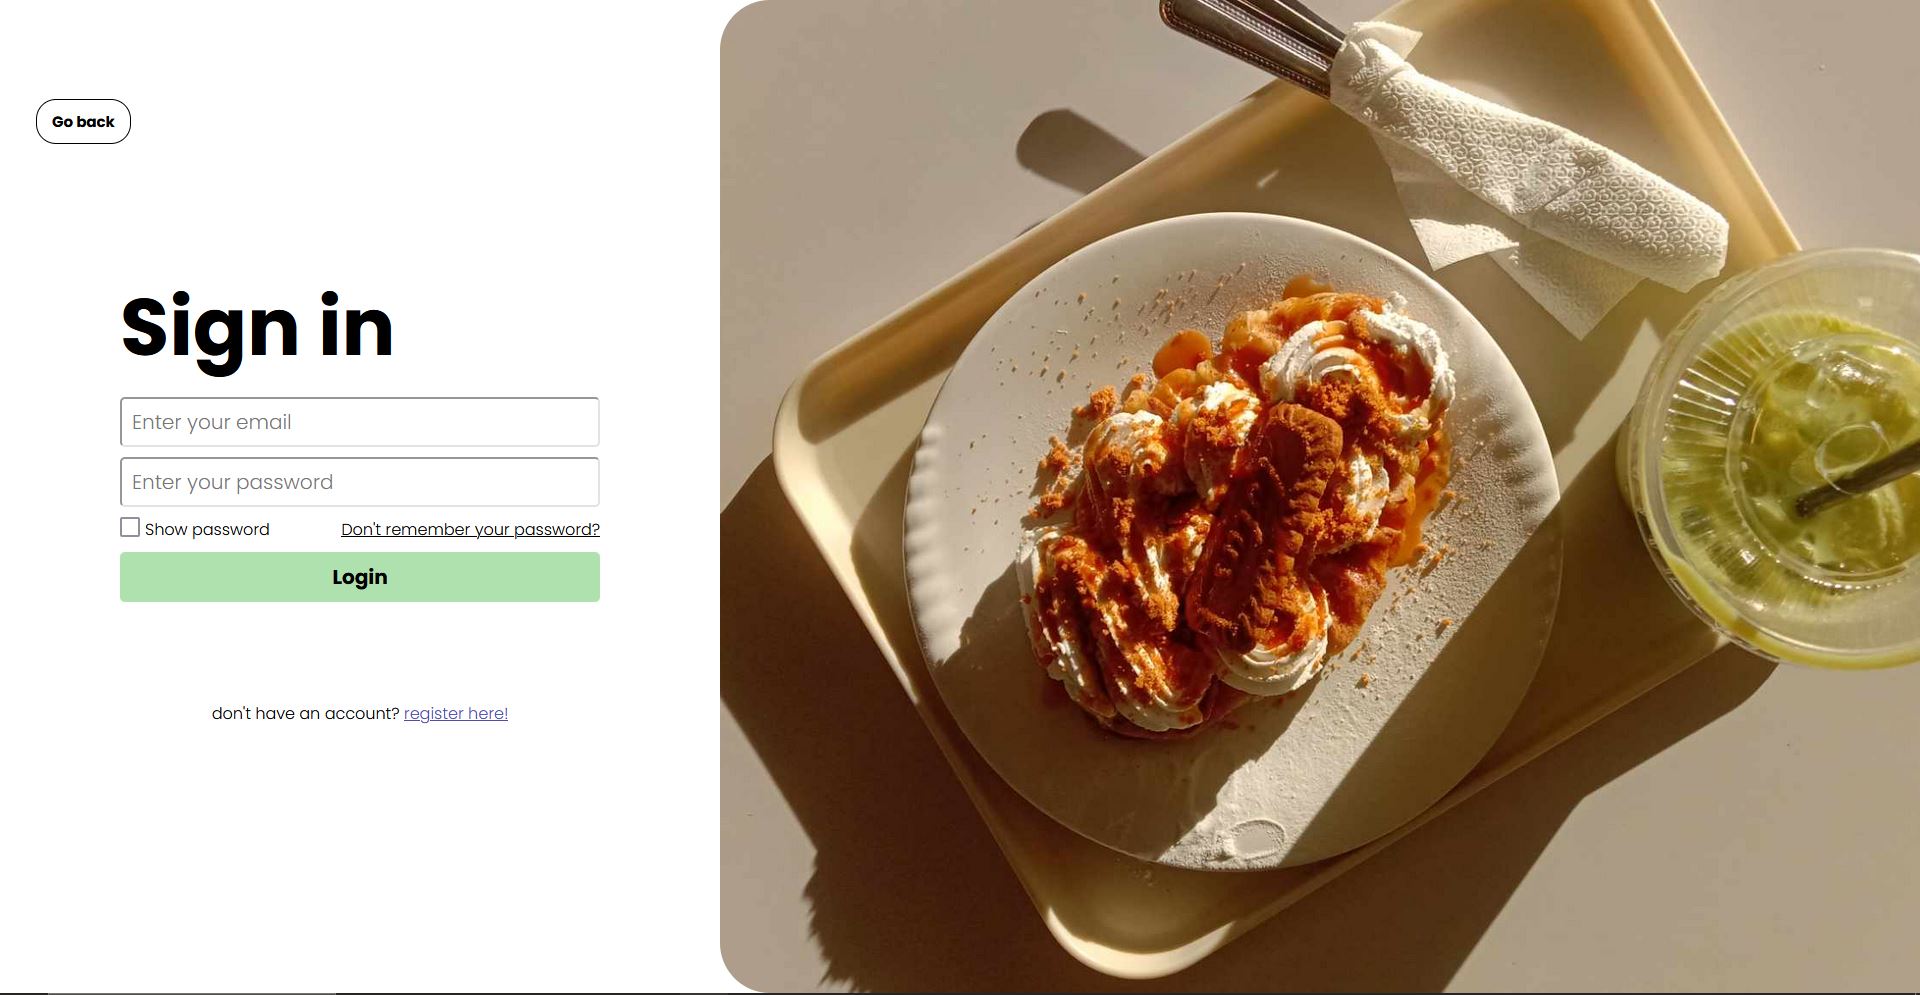 Go back
Sign in
Enter your email
Enter your password
Show password
Don't remember your password?
Login
don't have an account? register here!